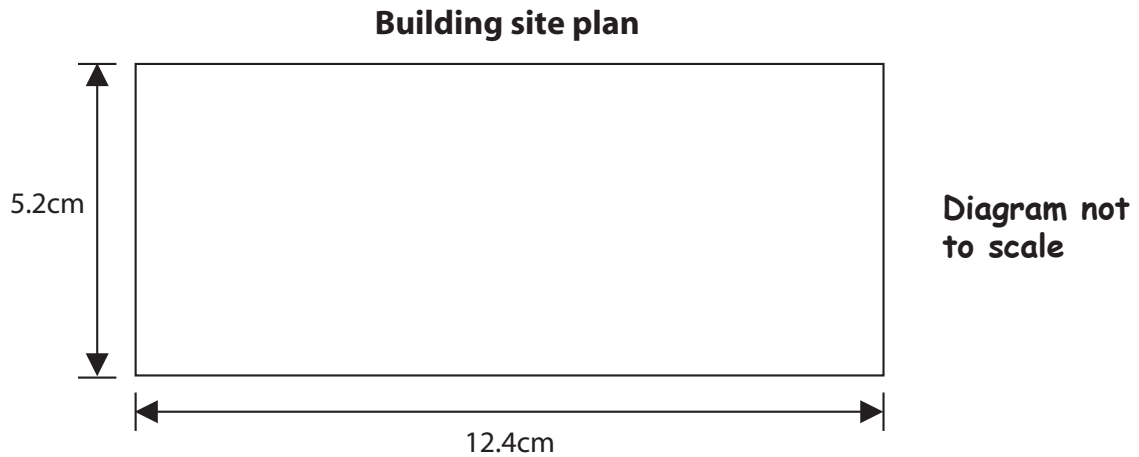 Building site plan
5.2cm
Diagram not
to scale
12.4cm